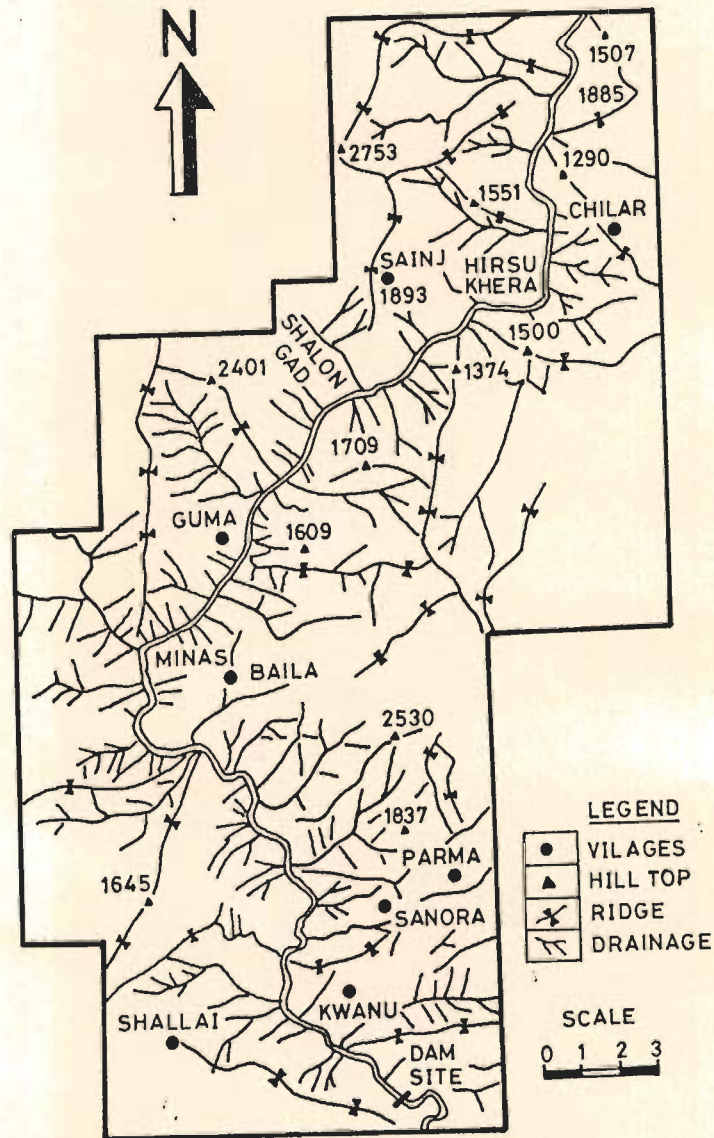 N
1507
1885
2753
1290
1551
CHILAR
SAINJ
HIRSU
KHERA
1893
SHALON
GAD
1500
2401
1374
1709
GUMA
1609
MINAS
BAILA
2530
LEGEND
1837
VILAGES
PARMA
HILL TOP
1645
RIDGE
SANORA
DRAINAGE
KWANU
SCALE
SHALLAI
0 1 2 3
DAM
SITE